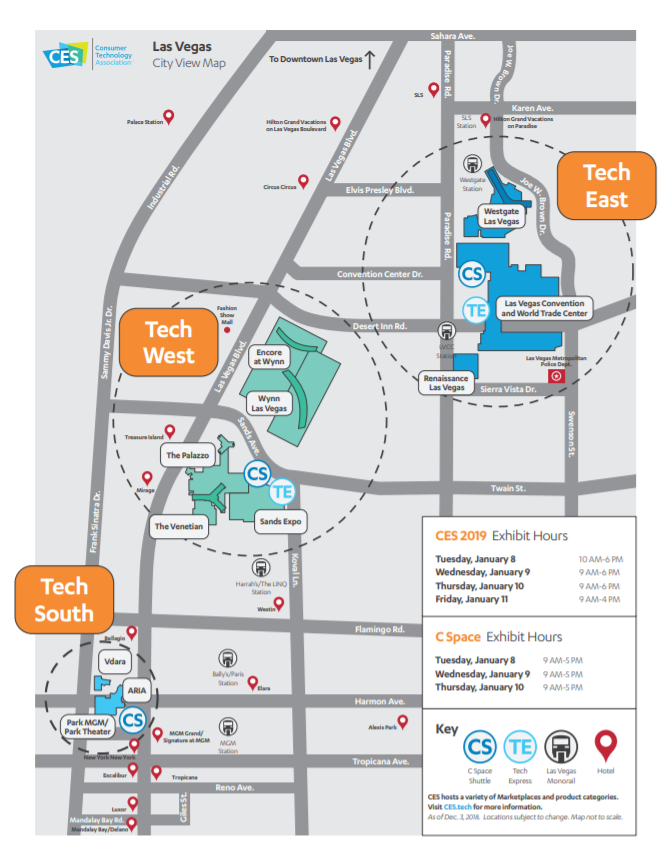 CES
Consumer
Technology
Association™
Las Vegas
City View Map
To Downtown Las Vegas
Sahara Ave.
Paradise Rd.
Joe W. Brown Dr.
SLS
Karen Ave.
Palace Station
Hilton Grand Vacations
on Las Vegas Boulevard
Las Vegas Blvd.
SLS
Station
Hilton Grand Vacations
on Paradise
Industrial Rd.
Circus Circus
Elvis Presley Blvd.
Westgate
Station
Joe W. Brown Dr.
Tech
East
Westgate
Las Vegas
Paradise Rd.
Convention Center Dr.
CS
TE
Las Vegas Convention
and World Trade Center
Sammy Davis Jr. Dr.
Fashion
Show
Mall
Tech
West
Desert Inn Rd.
LVCC
Station
Las Vegas Blvd.
Encore
at Wynn
Las Vegas Metropolitan
Police Dept.
Renaissance
Las Vegas
Sierra Vista Dr.
Wynn
Las Vegas
Sands Ave.
Swenson St.
Treasure Island
The Palazzo
CS
TE
Mirage
Twain St.
Frank Sinatra Dr.
The Venetian
Sands Expo
Koval Ln.
Harrah's/The LINQ
Station
Tech
South
Westin
Flamingo Rd.
Bellagio
Vdara
Bally's/Paris
Station
Elara
ARIA
Harmon Ave.
Park MGM/
Park Theater
CS
MGM Grand/
Signature at MGM
MGM
Station
Alexis Park
New York New York
Tropicana Ave.
Excalibur
Tropicana
Reno Ave.
Luxor
Giles St.
Mandalay Bay Rd.
Mandalay Bay/Delano
CES 2019 Exhibit Hours
Tuesday, January 8 10 AM-6 PM
Wednesday, January 9 9 AM-6 PM
Thursday, January 10 9 AM-6 PM
Friday, January 11 9 AM-4 PM
C Space Exhibit Hours
Tuesday, January 8 9 AM-5 PM
Wednesday, January 9 9 AM-5 PM
Thursday, January 10 9 AM-5 PM
Key
CS
TE
C Space
Shuttle
Tech
Express
Las Vegas
Monorail
Hotel
CES hosts a variety of Marketplaces and product categories.
Visit CES.tech for more information.
As of Dec. 3, 2018. Locations subject to change. Map not to scale.